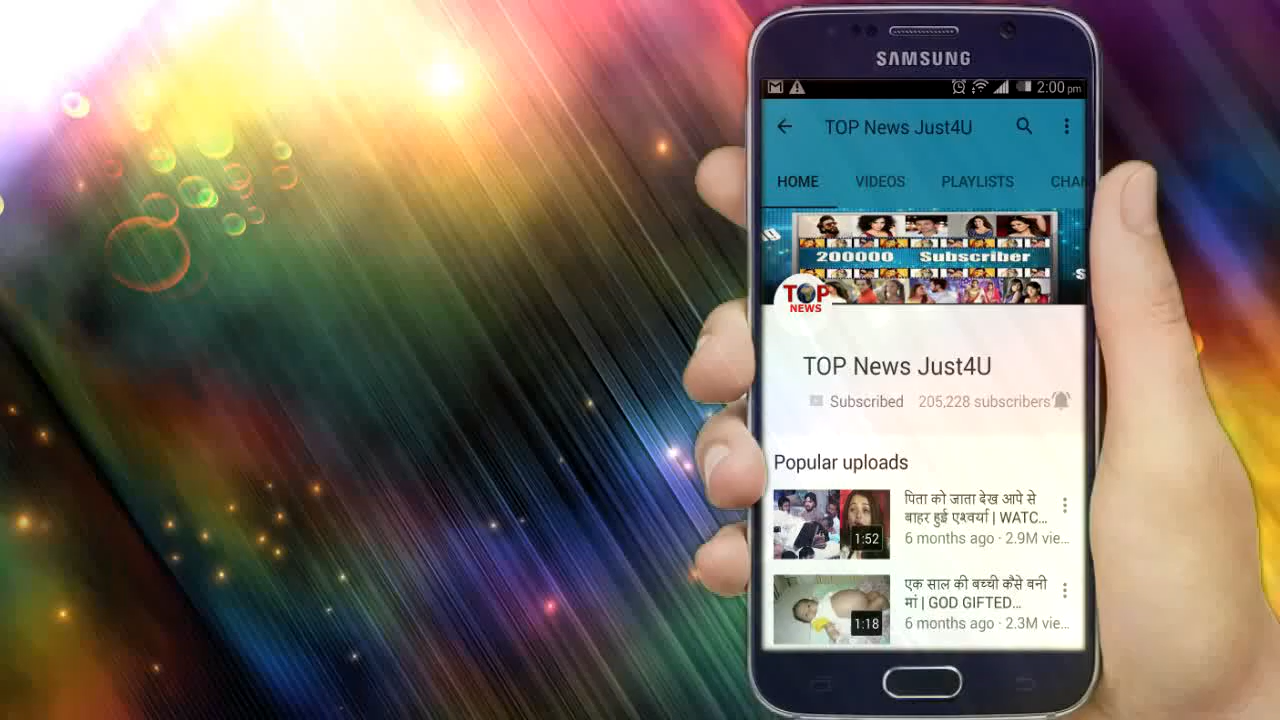 SAMSUNG
2:00 pm
TOP News Just4U
HOME VIDEOS PLAYLISTS CHAN
200000 Subscriber
TOP
NEWS
TOP News Just4U
Subscribed 205,228 subscribers
Popular uploads
पिता को जाता देख आपे से
बाहर हुई एश्वर्या | WATC...
6 months ago · 2.9M vie...
1:52
एक साल की बच्ची कैसे बनी
मां | GOD GIFTED...
6 months ago · 2.3M vie...
1:18